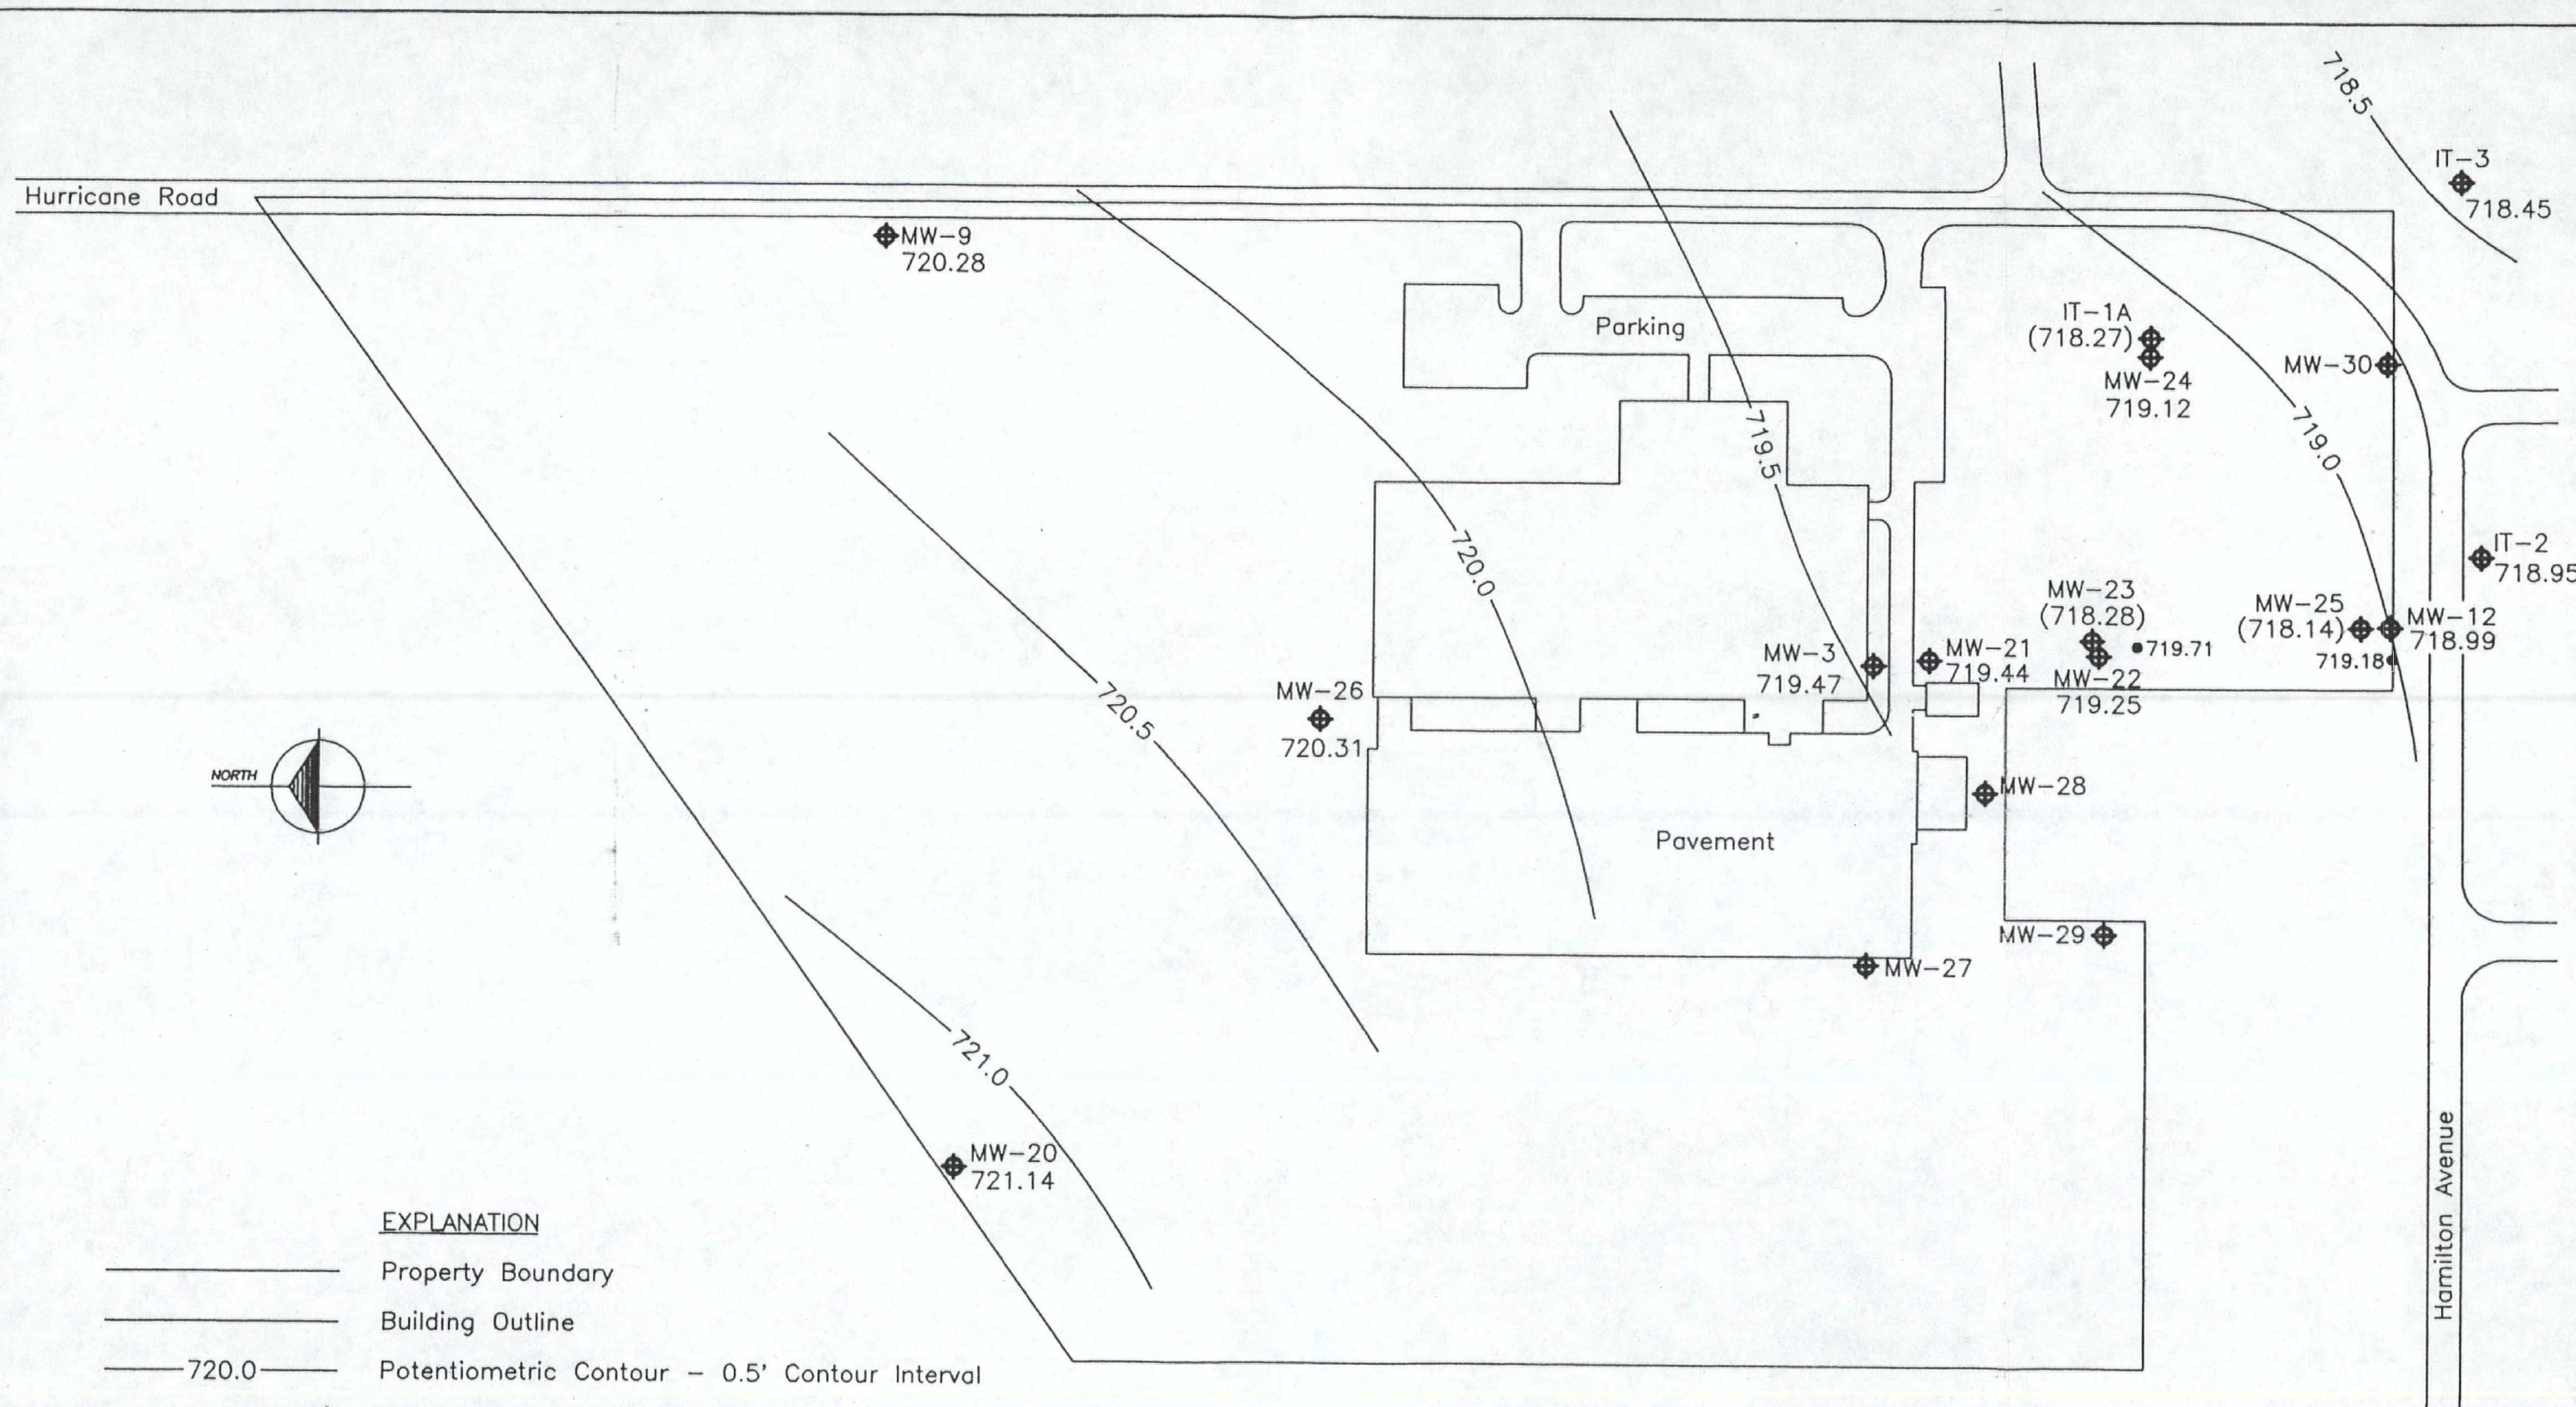 718.5
IT-3
718.45
Hurricane Road
MW-9
720.28
Parking
IT-1A
(718.27)
MW-24
719.12
MW-30
719.5
719.0
720.0
IT-2
718.95
MW-23
(718.28)
719.71
MW-22
719.25
MW-25
(718.14)
719.18
MW-12
718.99
MW-3
719.47
MW-21
719.44
MW-26
720.31
720.5
NORTH
MW-28
Pavement
MW-29
MW-27
721.0
MW-20
721.14
Hamilton Avenue
EXPLANATION
Property Boundary
Building Outline
720.0 Potentiometric Contour - 0.5' Contour Interval